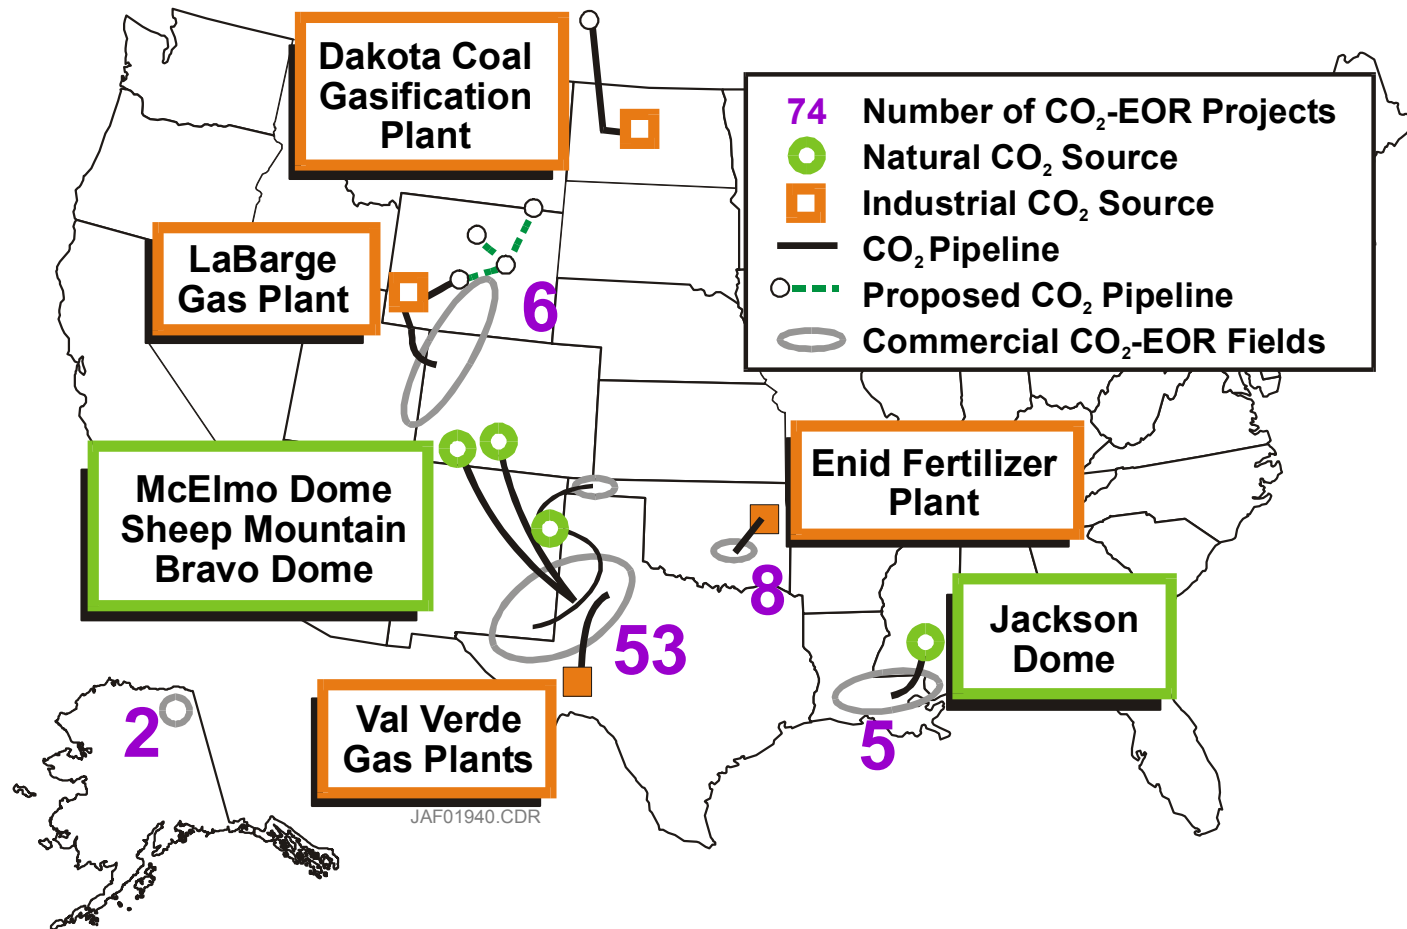 Dakota Coal
Gasification
Plant
74 Number of CO₂-EOR Projects
Natural CO₂ Source
Industrial CO₂ Source
CO₂ Pipeline
Proposed CO₂ Pipeline
Commercial CO₂-EOR Fields
LaBarge
Gas Plant
6
McElmo Dome
Sheep Mountain
Bravo Dome
Enid Fertilizer
Plant
8
53
Jackson
Dome
5
Val Verde
Gas Plants
2
JAF01940.CDR